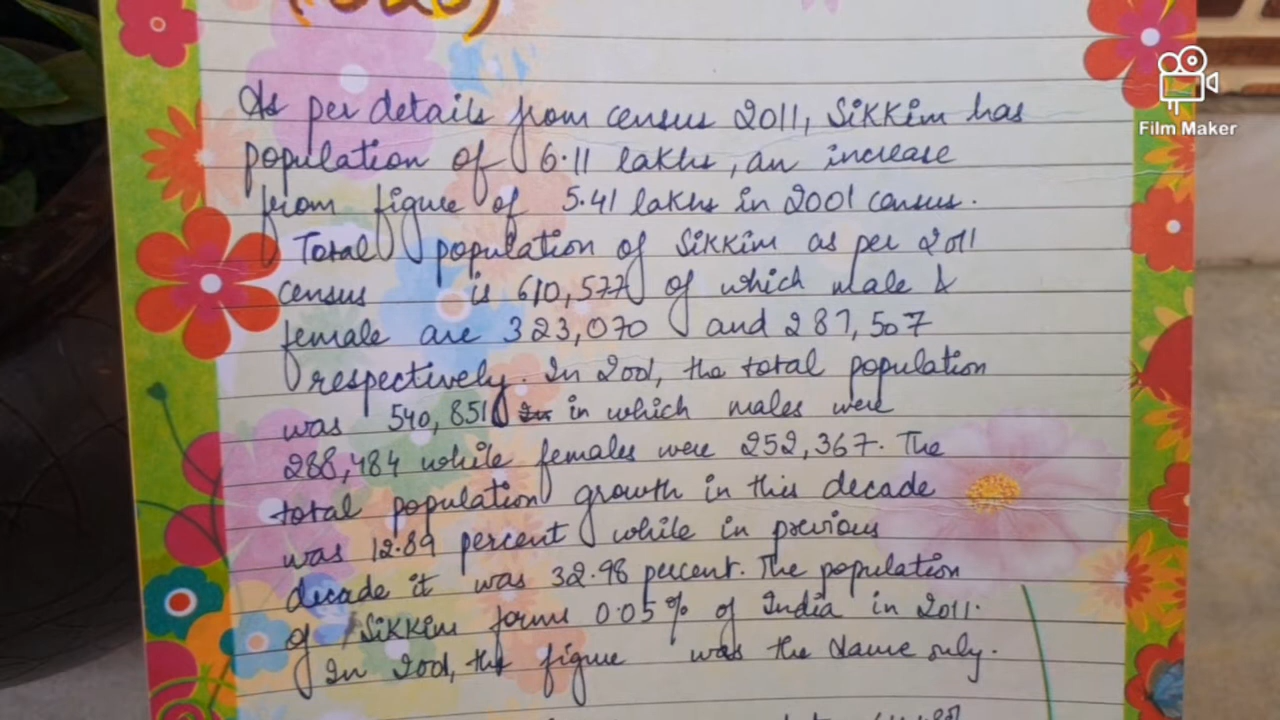 As per details from census 2011, Sikkim has
population of 6.11 lakhs, an increase
from figure of 5.41 lakhs in 2001 census.
Total population of Sikkim as per 2011
census is 610,577 of which male &
female are 323,070 and 287,507
respectively. In 2001, the total population
was 540,851 in which males were
288,484 while females were 252,367. The
total population growth in this decade
was 12.89 percent while in previous
decade it was 32.98 percent. The population
of Sikkim forms 0.05% of India in 2011.
In 2001, the figure was the same only.
Film Maker